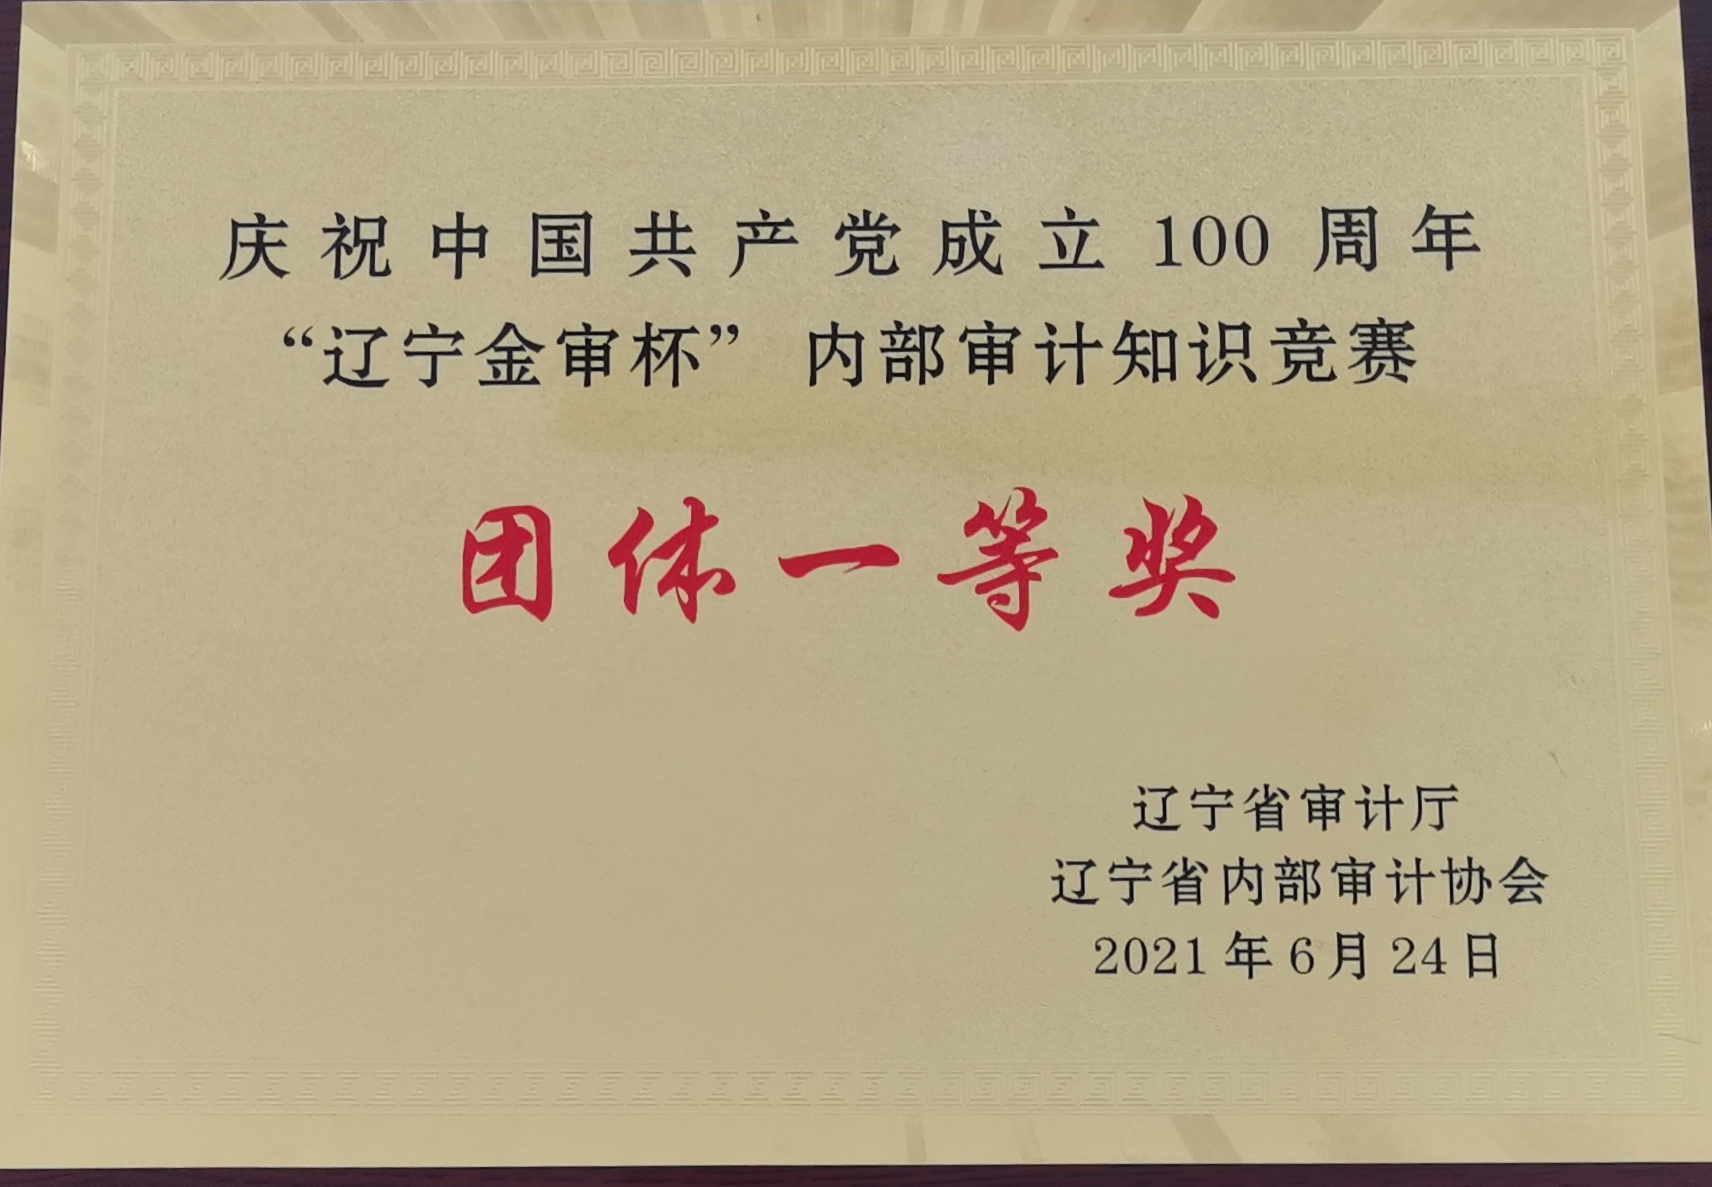 庆祝中国共产党成立100周年
“辽宁金审杯”内部审计知识竞赛
团体一等奖
辽宁省审计厅
辽宁省内部审计协会
2021年6月24日